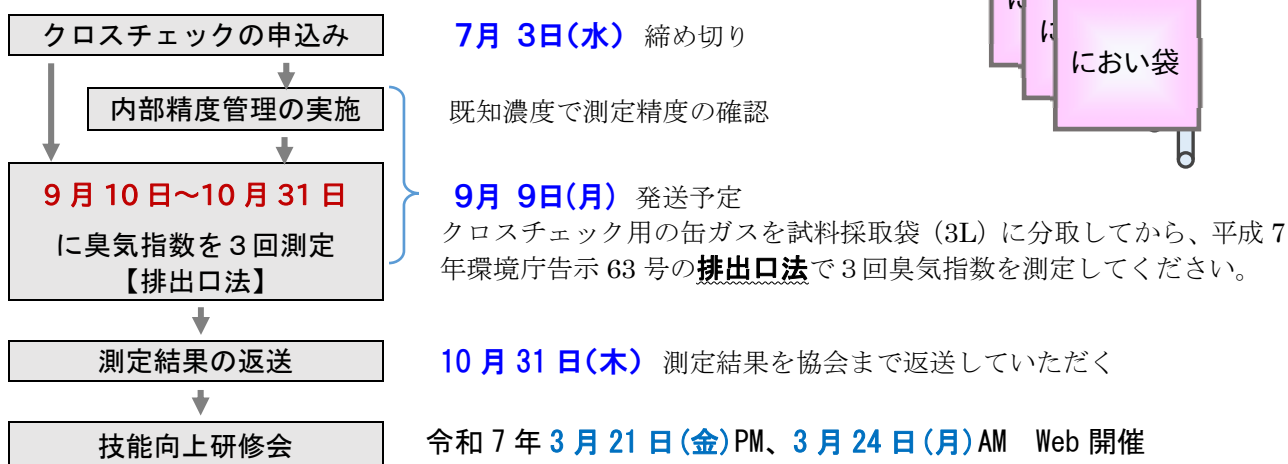 クロスチェックの申込み
7月 3日(水) 締め切り
に
に
におい袋
内部精度管理の実施
既知濃度で測定精度の確認
9月10日~10月31日
に臭気指数を3回測定
【排出口法】
9月 9日(月) 発送予定
クロスチェック用の缶ガスを試料採取袋(3L)に分取してから、平成7
年環境庁告示63号の排出口法で3回臭気指数を測定してください。
測定結果の返送
10月31日(木) 測定結果を協会まで返送していただく
技能向上研修会
令和7年3月21日(金)PM、3月24日(月)AM Web開催